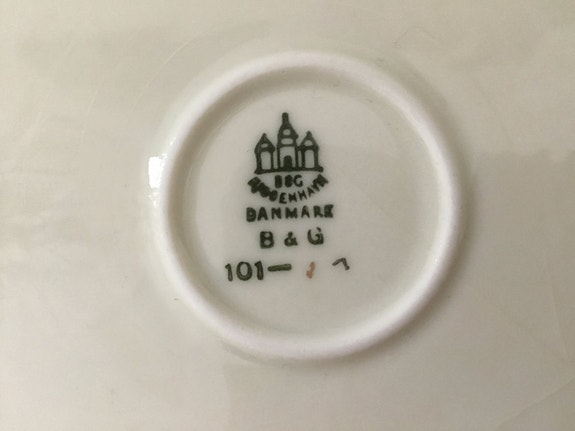 B&G
KJØBENHAVN
DANMARK
B & G
101–